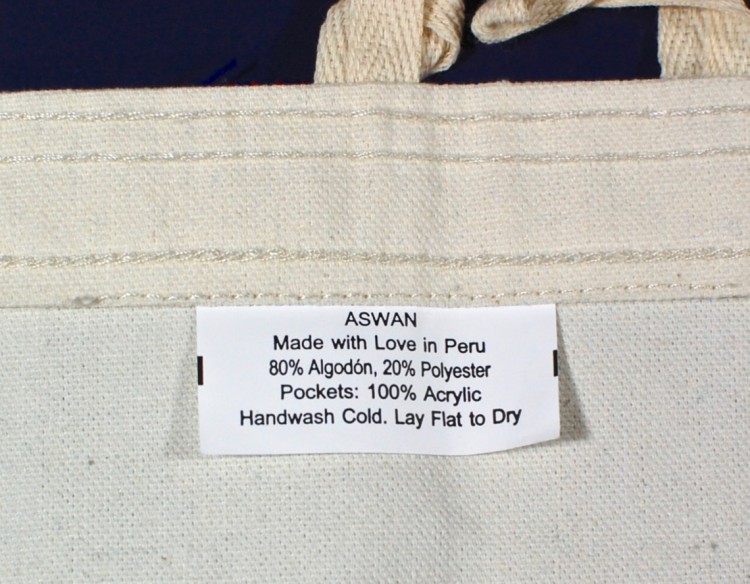 ASWAN
Made with Love in Peru
80% Algodón, 20% Polyester
Pockets: 100% Acrylic
Handwash Cold. Lay Flat to Dry